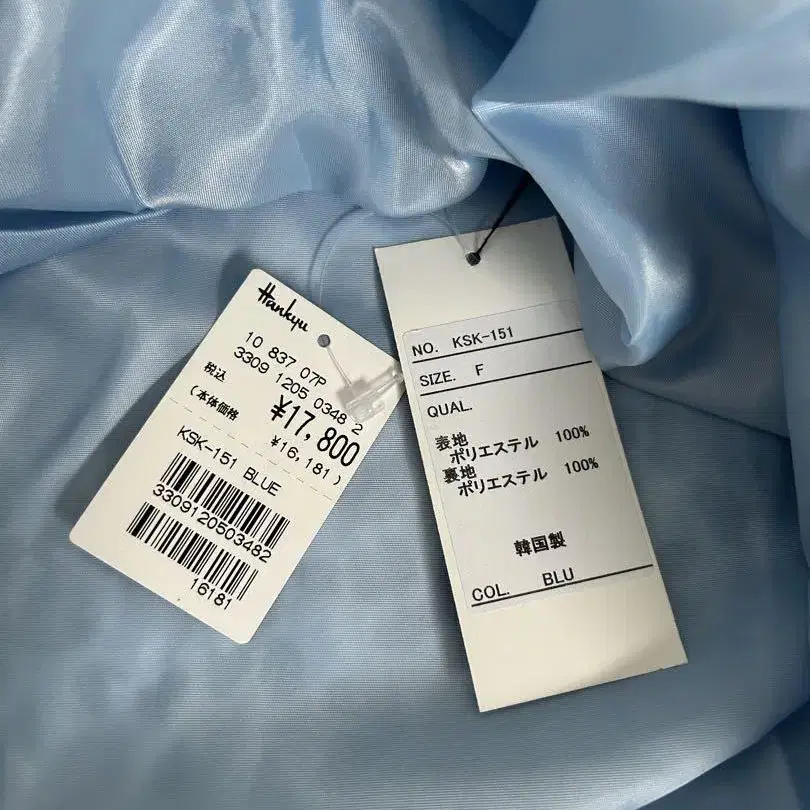 Hankyu
10 837 07P
3309 1205 0348 2
税込 ¥17,800
(本体価格 ¥16,181)
KSK-151 BLUE
3309120503482
16181
NO. KSK-151
SIZE. F
QUAL.
表地
ポリエステル 100%
裏地
ポリエステル 100%
韓国製
COL. BLU